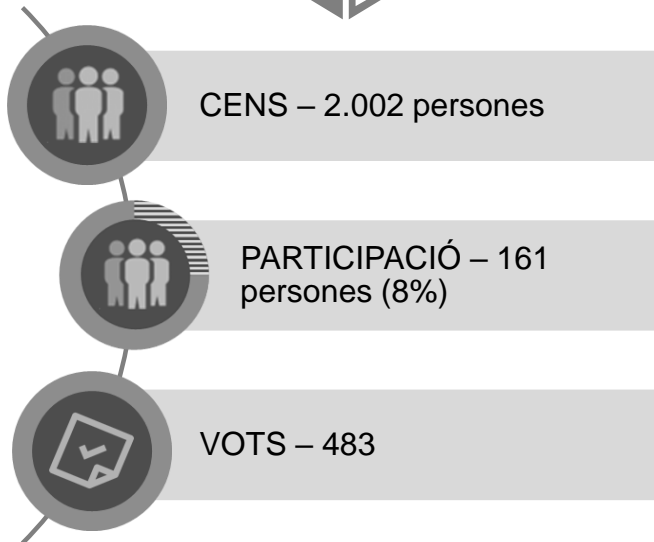 CENS – 2.002 persones
PARTICIPACIÓ – 161
persones (8%)
VOTS – 483